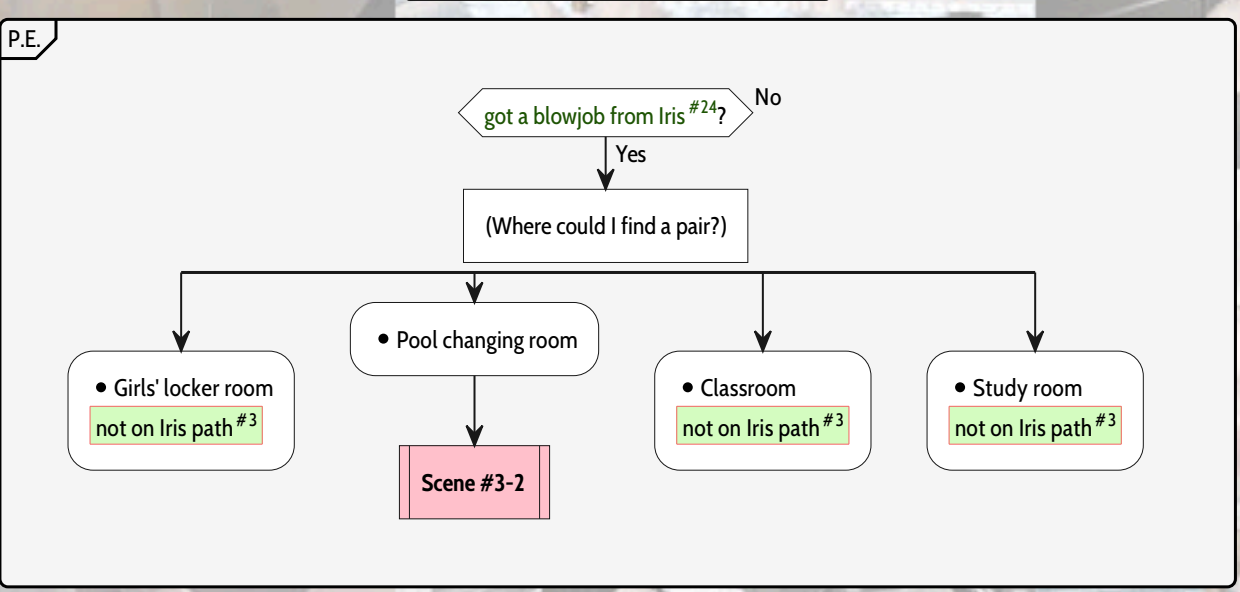 P.E.
got a blowjob from Iris #24?
No
Yes
(Where could I find a pair?)
• Pool changing room
• Girls' locker room
not on Iris path #3
• Classroom
not on Iris path #3
• Study room
not on Iris path #3
Scene #3-2